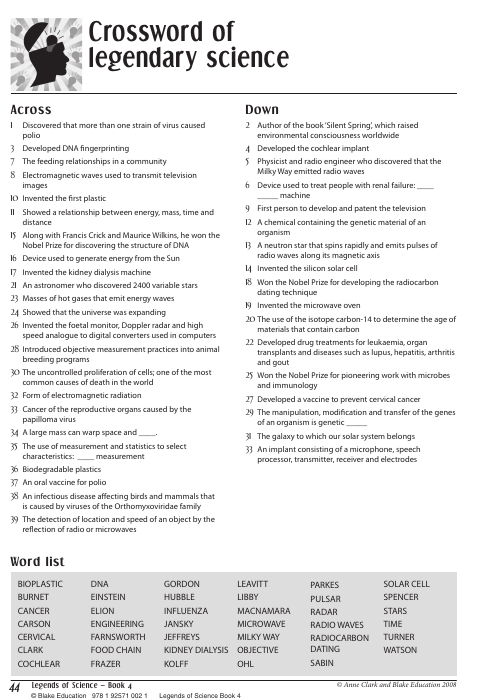 Crossword of
legendary science
Across
1 Discovered that more than one strain of virus caused
polio
3 Developed DNA fingerprinting
7 The feeding relationships in a community
8 Electromagnetic waves used to transmit television
images
10 Invented the first plastic
11 Showed a relationship between energy, mass, time and
distance
15 Along with Francis Crick and Maurice Wilkins, he won the
Nobel Prize for discovering the structure of DNA
16 Device used to generate energy from the Sun
17 Invented the kidney dialysis machine
21 An astronomer who discovered 2400 variable stars
23 Masses of hot gases that emit energy waves
24 Showed that the universe was expanding
26 Invented the foetal monitor, Doppler radar and high
speed analogue to digital converters used in computers
28 Introduced objective measurement practices into animal
breeding programs
30 The uncontrolled proliferation of cells; one of the most
common causes of death in the world
32 Form of electromagnetic radiation
33 Cancer of the reproductive organs caused by the
papilloma virus
34 A large mass can warp space and ____.
35 The use of measurement and statistics to select
characteristics: ____ measurement
36 Biodegradable plastics
37 An oral vaccine for polio
38 An infectious disease affecting birds and mammals that
is caused by viruses of the Orthomyxoviridae family
39 The detection of location and speed of an object by the
reflection of radio or microwaves
Down
2 Author of the book 'Silent Spring', which raised
environmental consciousness worldwide
4 Developed the cochlear implant
5 Physicist and radio engineer who discovered that the
Milky Way emitted radio waves
6 Device used to treat people with renal failure: ____
_____ machine
9 First person to develop and patent the television
12 A chemical containing the genetic material of an
organism
13 A neutron star that spins rapidly and emits pulses of
radio waves along its magnetic axis
14 Invented the silicon solar cell
18 Won the Nobel Prize for developing the radiocarbon
dating technique
19 Invented the microwave oven
20 The use of the isotope carbon-14 to determine the age of
materials that contain carbon
22 Developed drug treatments for leukaemia, organ
transplants and diseases such as lupus, hepatitis, arthritis
and gout
25 Won the Nobel Prize for pioneering work with microbes
and immunology
27 Developed a vaccine to prevent cervical cancer
29 The manipulation, modification and transfer of the genes
of an organism is genetic _____
31 The galaxy to which our solar system belongs
33 An implant consisting of a microphone, speech
processor, transmitter, receiver and electrodes
Word list
BIOPLASTIC DNA GORDON LEAVITT PARKES SOLAR CELL
BURNET EINSTEIN HUBBLE LIBBY PULSAR SPENCER
CANCER ELION INFLUENZA MACNAMARA RADAR STARS
CARSON ENGINEERING JANSKY MICROWAVE RADIO WAVES TIME
CERVICAL FARNSWORTH JEFFREYS MILKY WAY RADIOCARBON TURNER
CLARK FOOD CHAIN KIDNEY DIALYSIS OBJECTIVE DATING WATSON
COCHLEAR FRAZER KOLFF OHL SABIN
44 Legends of Science – Book 4 © Anne Clark and Blake Education 2008
© Blake Education 978 1 92571 002 1 Legends of Science Book 4